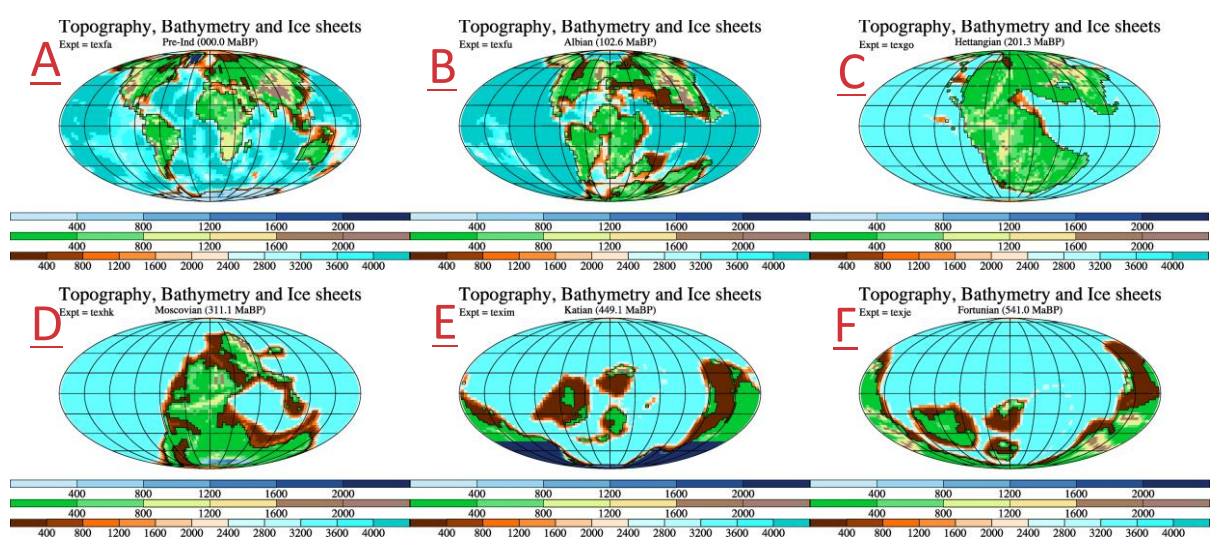 A
Topography, Bathymetry and Ice sheets
Expt = texfa
Pre-Ind (000.0 MaBP)
400 800 1200 1600 2000
400 800 1200 1600 2000
400 800 1200 1600 2000 2400 2800 3200 3600 4000
B
Topography, Bathymetry and Ice sheets
Expt = texfu
Albian (102.6 MaBP)
400 800 1200 1600 2000
400 800 1200 1600 2000
400 800 1200 1600 2000 2400 2800 3200 3600 4000
C
Topography, Bathymetry and Ice sheets
Expt = texgo
Hettangian (201.3 MaBP)
400 800 1200 1600 2000
400 800 1200 1600 2000
400 800 1200 1600 2000 2400 2800 3200 3600 4000
D
Topography, Bathymetry and Ice sheets
Expt = texhk
Moscovian (311.1 MaBP)
400 800 1200 1600 2000
400 800 1200 1600 2000
400 800 1200 1600 2000 2400 2800 3200 3600 4000
E
Topography, Bathymetry and Ice sheets
Expt = texim
Katian (449.1 MaBP)
400 800 1200 1600 2000
400 800 1200 1600 2000
400 800 1200 1600 2000 2400 2800 3200 3600 4000
F
Topography, Bathymetry and Ice sheets
Expt = texje
Fortunian (541.0 MaBP)
400 800 1200 1600 2000
400 800 1200 1600 2000
400 800 1200 1600 2000 2400 2800 3200 3600 4000